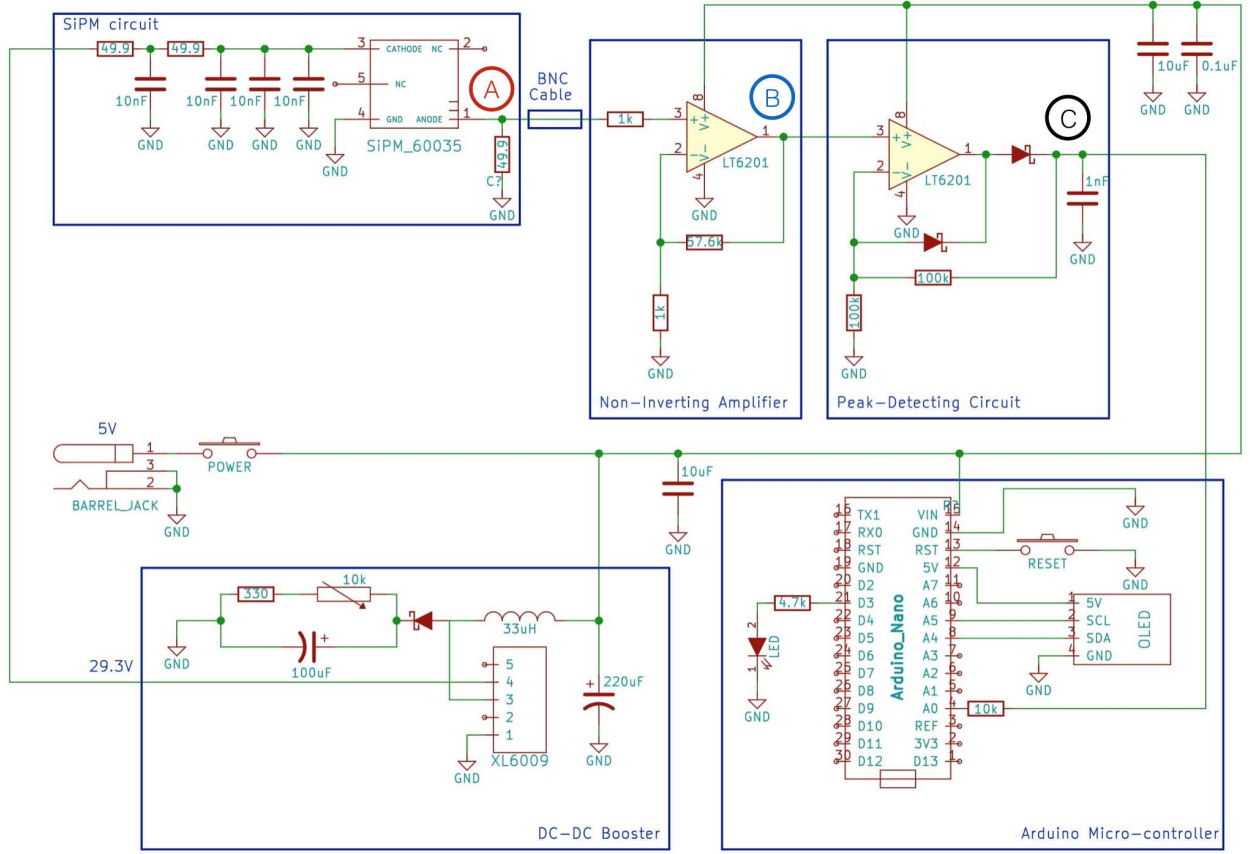 SiPM circuit
49.9
49.9
10nF
10nF
10nF
10nF
GND
GND
GND
GND
3 CATHODE NC 2
5 NC
4 GND ANODE 1
SiPM_60035
GND
A
49.9
C?
GND
BNC
Cable
1k
3
2
+
-
V+
V-
8
4
1
B
LT6201
GND
57.6k
1k
GND
Non-Inverting Amplifier
3
2
+
-
V+
V-
8
4
1
LT6201
GND
C
1nF
GND
100k
100k
GND
Peak-Detecting Circuit
10uF
0.1uF
GND
GND
5V
1
3
2
BARREL_JACK
GND
POWER
10uF
GND
330
10k
100uF
+
GND
33uH
29.3V
5
4
3
2
1
XL6009
GND
220uF
+
GND
DC-DC Booster
16 TX1 VIN 15
17 RX0 GND 14
18 RST RST 13
19 GND 5V 12
20 D2 A7 11
21 D3 A6 10
22 D4 A5 9
23 D5 A4 8
24 D6 A3 7
25 D7 A2 6
26 D8 A1 5
27 D9 A0 4
28 D10 REF 3
29 D11 3V3 2
30 D12 D13 1
Arduino_Nano
4.7k
2
1
LED
GND
GND
RESET
GND
1 5V
2 SCL
3 SDA
4 GND
OLED
GND
10k
Arduino Micro-controller